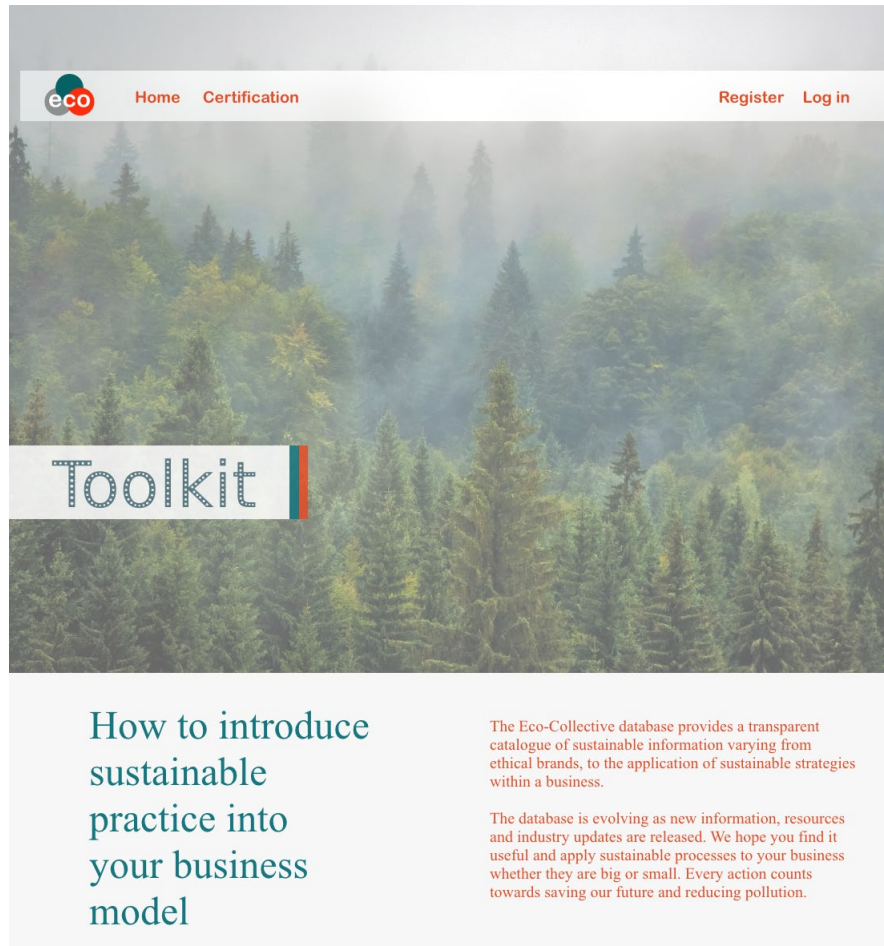 eco
Home
Certification
Register
Log in
Toolkit
How to introduce
sustainable
practice into
your business
model
The Eco-Collective database provides a transparent
catalogue of sustainable information varying from
ethical brands, to the application of sustainable strategies
within a business.
The database is evolving as new information, resources
and industry updates are released. We hope you find it
useful and apply sustainable processes to your business
whether they are big or small. Every action counts
towards saving our future and reducing pollution.